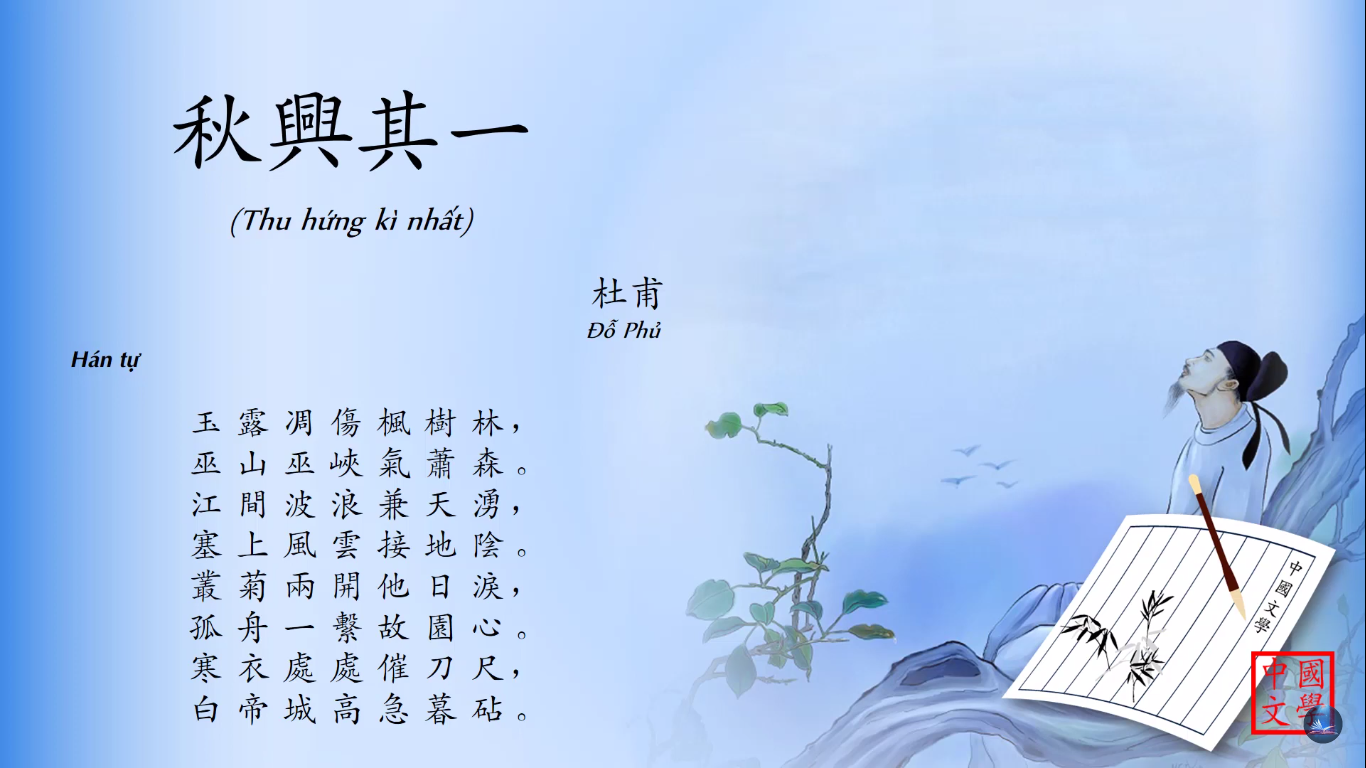 秋興其一
(Thu hứng kì nhất)
杜甫
Đỗ Phủ
Hán tự
玉露凋傷楓樹林，
巫山巫峽氣蕭森。
江間波浪兼天湧，
塞上風雲接地陰。
叢菊兩開他日淚，
孤舟一繫故園心。
寒衣處處催刀尺，
白帝城高急暮砧。
中國文學
中國
文學